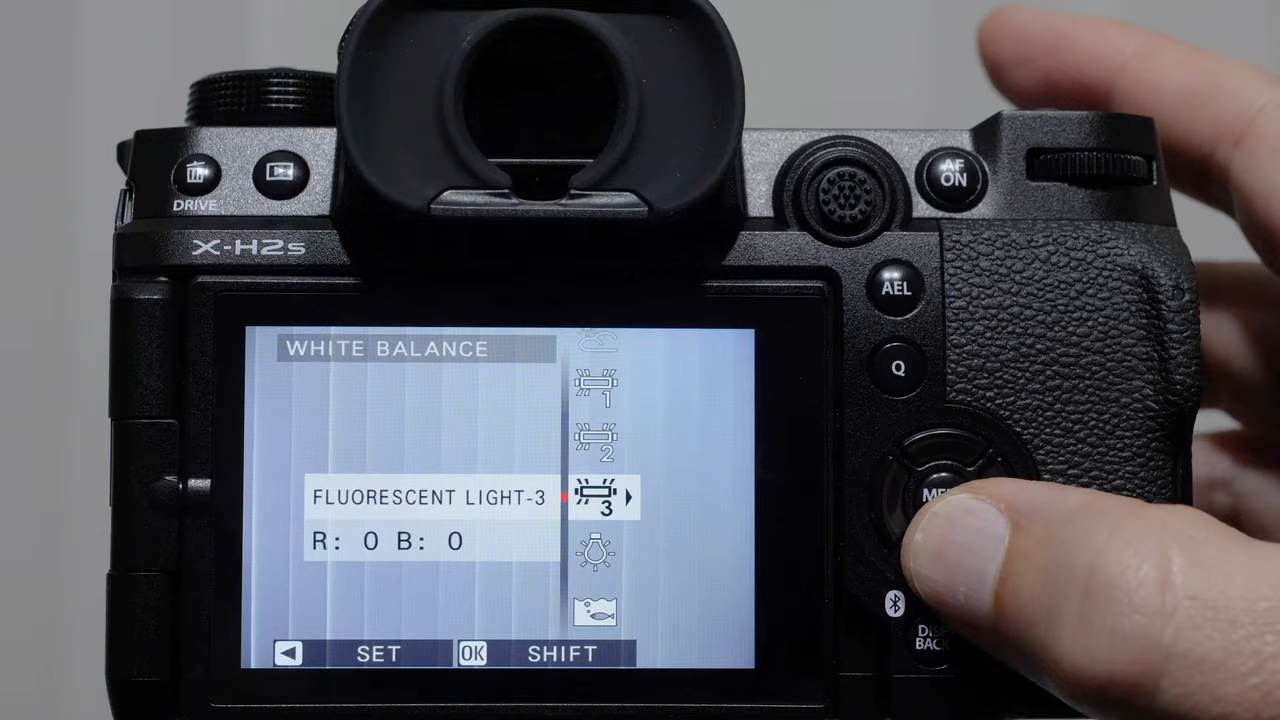 DRIVE
AF
ON
X-H2S
AEL
Q
WHITE BALANCE
1
2
FLUORESCENT LIGHT-3
3
R: 0 B: 0
SET
OK
SHIFT
BACK